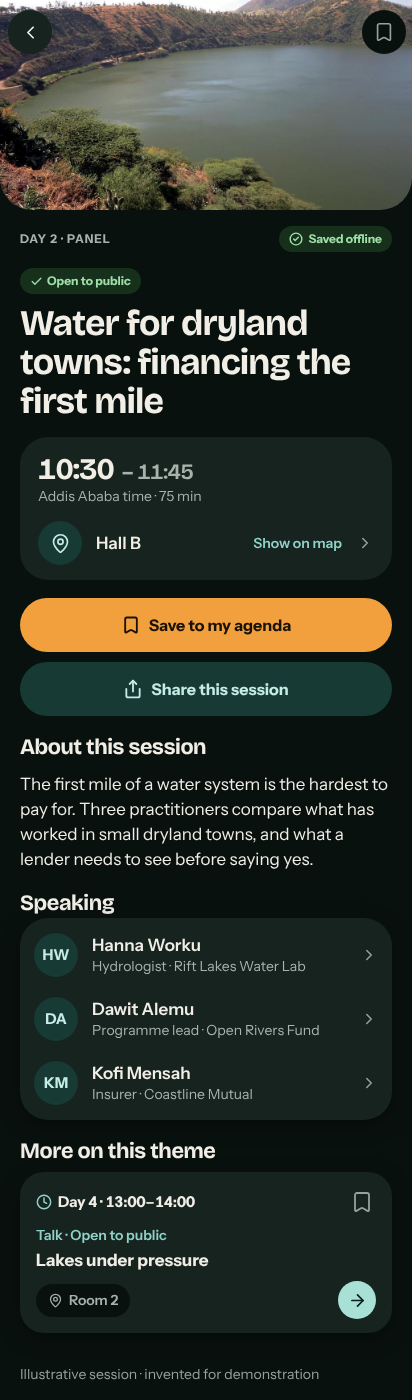 DAY 2 · PANEL
Saved offline
Open to public
Water for dryland
towns: financing the
first mile
10:30 – 11:45
Addis Ababa time · 75 min
Hall B
Show on map
Save to my agenda
Share this session
About this session
The first mile of a water system is the hardest to
pay for. Three practitioners compare what has
worked in small dryland towns, and what a
lender needs to see before saying yes.
Speaking
HW
Hanna Worku
Hydrologist · Rift Lakes Water Lab
DA
Dawit Alemu
Programme lead · Open Rivers Fund
KM
Kofi Mensah
Insurer · Coastline Mutual
More on this theme
Day 4 · 13:00–14:00
Talk · Open to public
Lakes under pressure
Room 2
Illustrative session · invented for demonstration